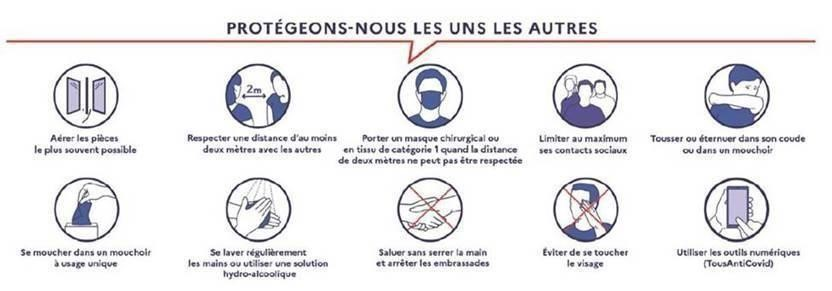 PROTÉGEONS-NOUS LES UNS LES AUTRES
2m
Aérer les pièces
le plus souvent possible
Respecter une distance d'au moins
deux mètres avec les autres
Porter un masque chirurgical ou
en tissu de catégorie 1 quand la distance
de deux mètres ne peut pas être respectée
Limiter au maximum
ses contacts sociaux
Tousser ou éternuer dans son coude
ou dans un mouchoir
Se moucher dans un mouchoir
à usage unique
Se laver régulièrement
les mains ou utiliser une solution
hydro-alcoolique
Saluer sans serrer la main
et arrêter les embrassades
Éviter de se toucher
le visage
Utiliser les outils numériques
(TousAntiCovid)